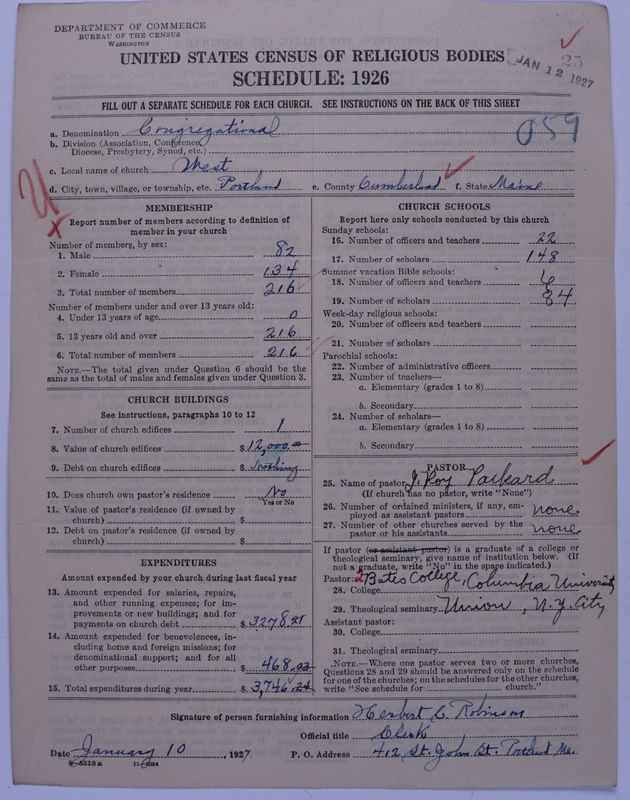 DEPARTMENT OF COMMERCE
BUREAU OF THE CENSUS
WASHINGTON
UNITED STATES CENSUS OF RELIGIOUS BODIES
SCHEDULE: 1926
JAN 12 1927
FILL OUT A SEPARATE SCHEDULE FOR EACH CHURCH. SEE INSTRUCTIONS ON THE BACK OF THIS SHEET
059
a. Denomination Congregational
b. Division (Association, Conference, Diocese, Presbytery, Synod, etc.)
c. Local name of church West
d. City, town, village, or township, etc. Portland e. County Cumberland f. State Maine
MEMBERSHIP
Report number of members according to definition of
member in your church
Number of members, by sex:
1. Male 82
2. Female 134
3. Total number of members 216
Number of members under and over 13 years old:
4. Under 13 years of age 0
5. 13 years old and over 216
6. Total number of members 216
NOTE.—The total given under Question 6 should be
same as the total of males and females given under Question 3.
CHURCH BUILDINGS
See instructions, paragraphs 10 to 12
7. Number of church edifices 1
8. Value of church edifices $12,000.00
9. Debt on church edifices $Nothing
10. Does church own pastor's residence No
Yes or No
11. Value of pastor's residence (if owned by
church) $
12. Debt on pastor's residence (if owned by
church) $
EXPENDITURES
Amount expended by your church during last fiscal year
13. Amount expended for salaries, repairs,
and other running expenses; for im-
provements or new buildings; and for
payments on church debt $3278.21
14. Amount expended for benevolences, in-
cluding home and foreign missions; for
denominational support; and for all
other purposes $468.03
15. Total expenditures during year $3,746.24
CHURCH SCHOOLS
Report here only schools conducted by this church
Sunday schools:
16. Number of officers and teachers 22
17. Number of scholars 148
Summer vacation Bible schools:
18. Number of officers and teachers 6
19. Number of scholars 84
Week-day religious schools:
20. Number of officers and teachers
21. Number of scholars
Parochial schools:
22. Number of administrative officers
23. Number of teachers—
a. Elementary (grades 1 to 8)
b. Secondary
24. Number of scholars—
a. Elementary (grades 1 to 8)
b. Secondary
PASTOR
25. Name of pastor J. Roy Packard
(If church has no pastor, write "None")
26. Number of ordained ministers, if any, em-
ployed as assistant pastors none
27. Number of other churches served by the
pastor or his assistants none
If pastor (or assistant pastor) is a graduate of a college or
theological seminary, give name of institution below. (If
not a graduate, write "No" in the space indicated.)
Pastor: 2 Bates College, Columbia University
28. College
29. Theological seminary Union, N.Y. City
Assistant pastor:
30. College
31. Theological seminary
NOTE.—Where one pastor serves two or more churches,
Questions 28 and 29 should be answered only on the schedule
for one of the churches; on the schedules for the other churches,
write "See schedule for church."
Signature of person furnishing information Herbert C. Robinson
Official title Clerk
Date January 10, 1927. P. O. Address 412 St. John St. Portland Me.